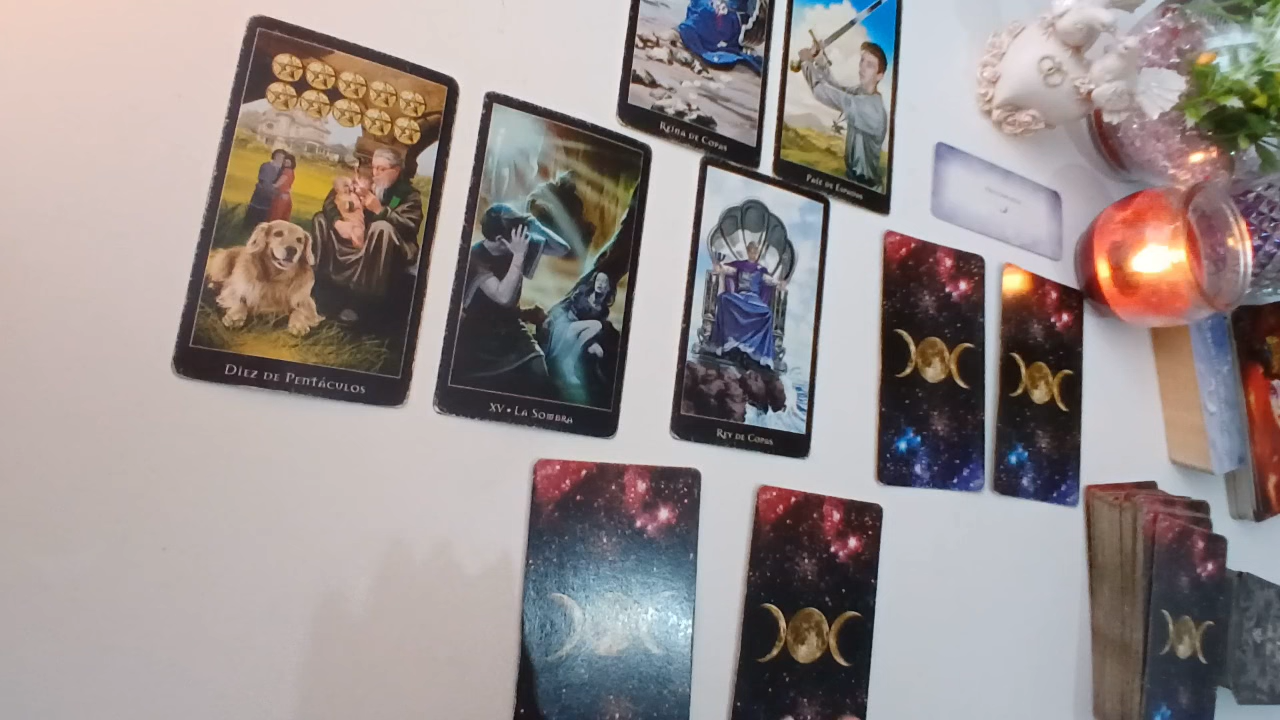 Reina de Copas
Paje de Espadas
Diez de Pentáculos
XV • La Sombra
Rey de Copas